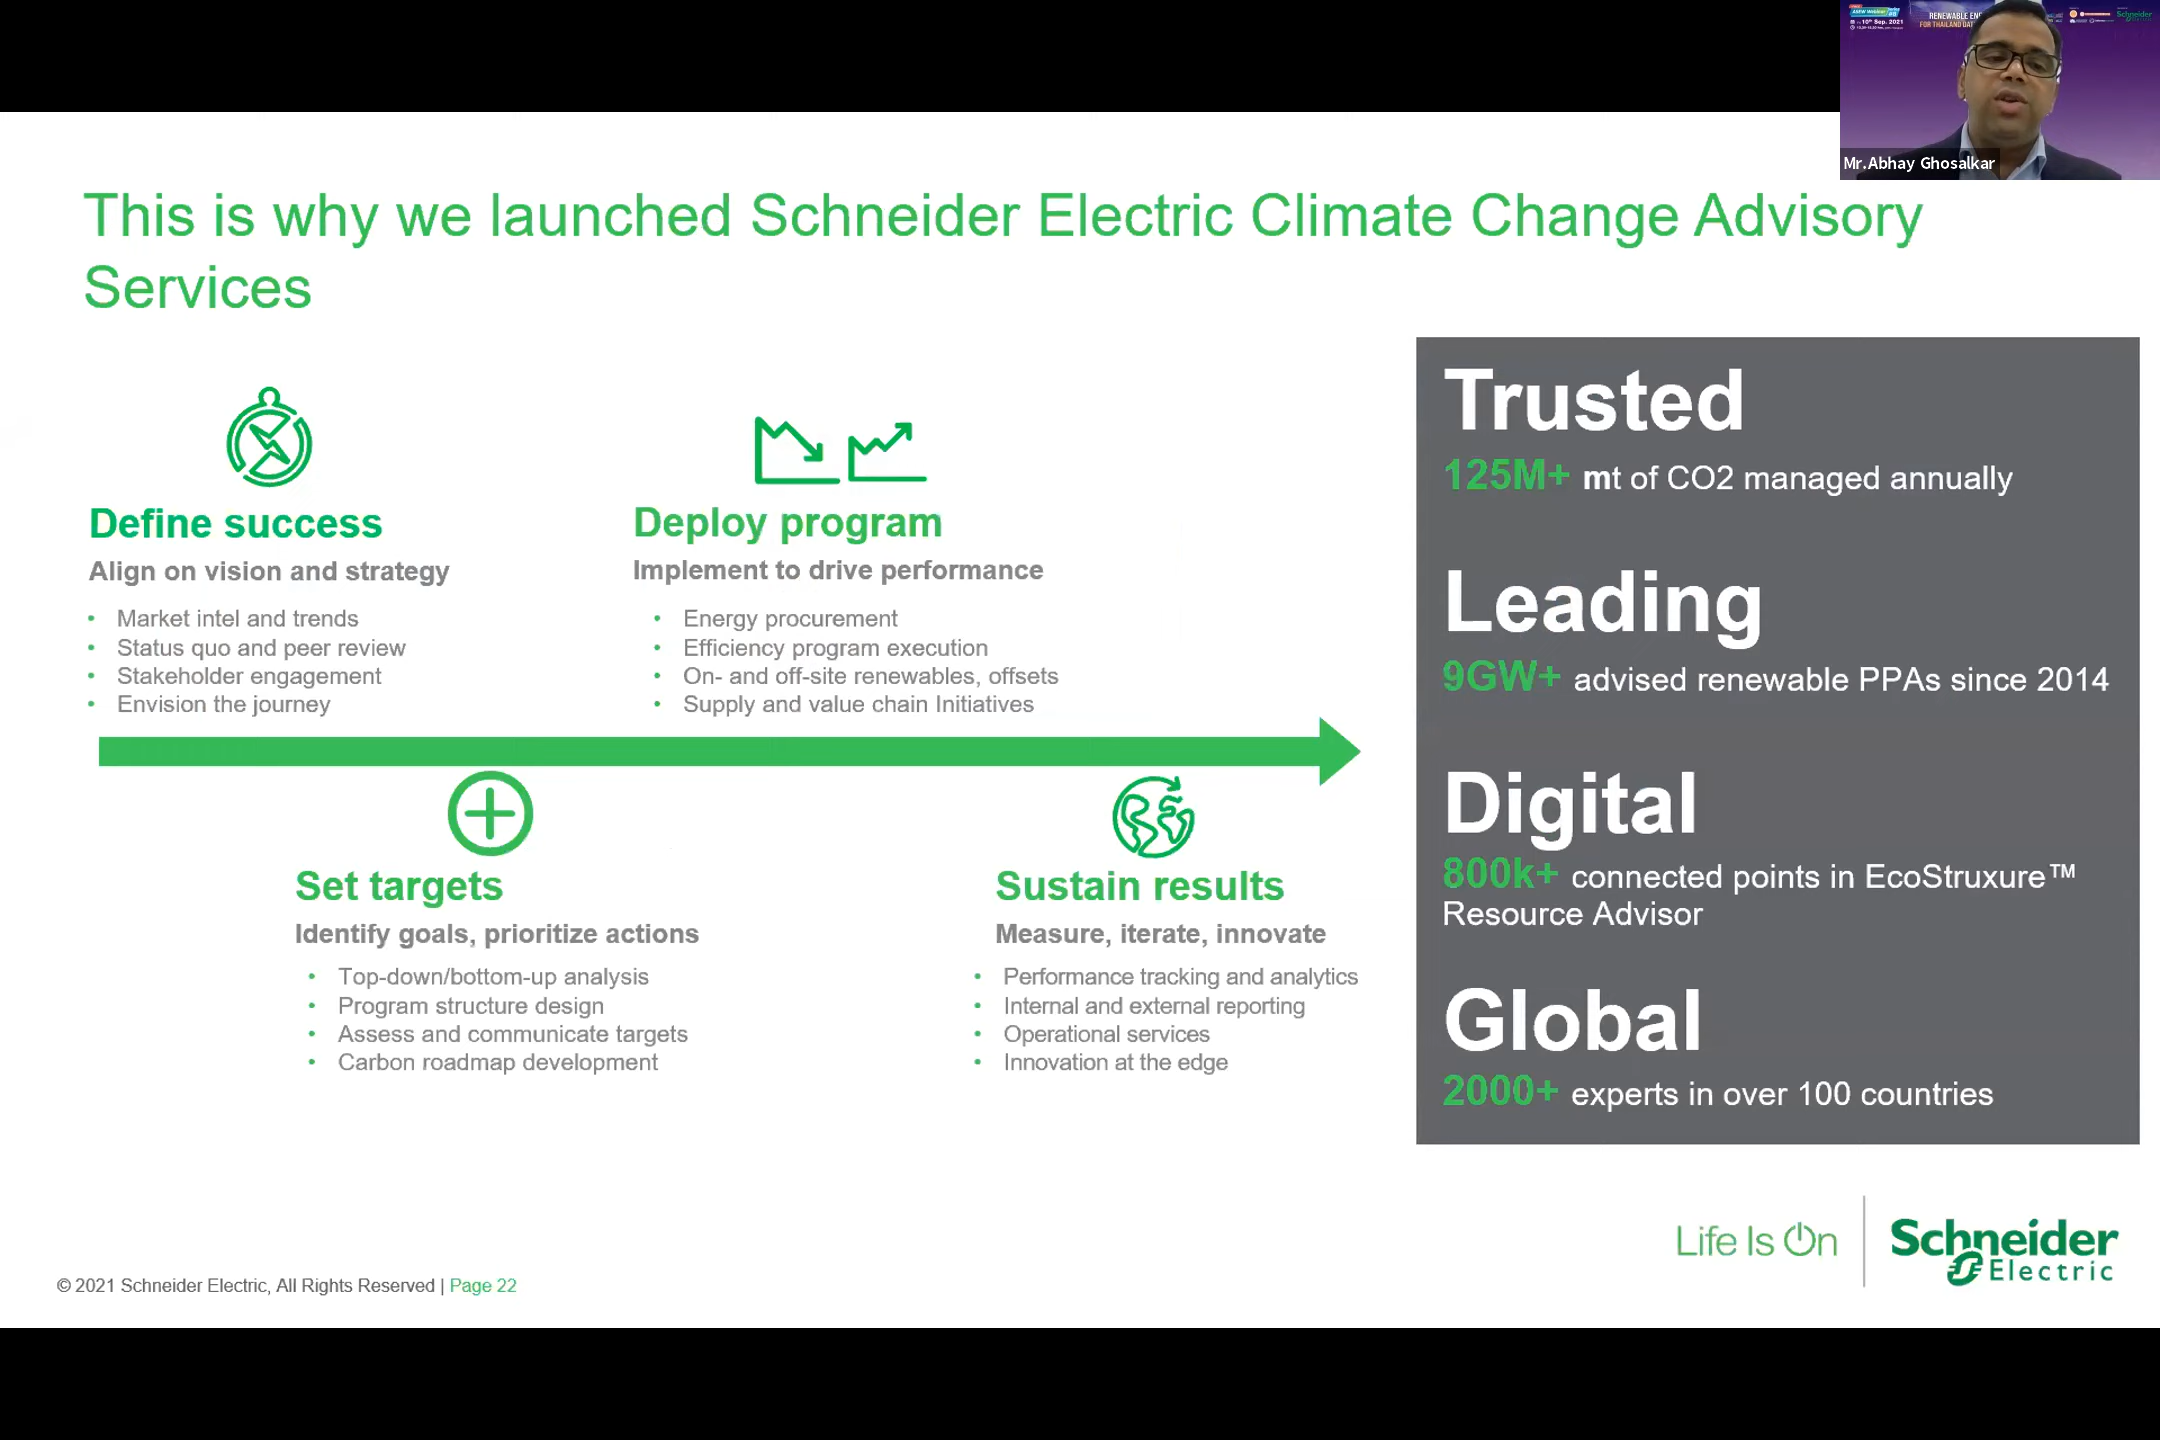 RENEWABLE
10th Sep. 2021
Schneider
Mr.Abhay Ghosalkar
This is why we launched Schneider Electric Climate Change Advisory
Services
Define success
Align on vision and strategy
• Market intel and trends
• Status quo and peer review
• Stakeholder engagement
• Envision the journey
Deploy program
Implement to drive performance
• Energy procurement
• Efficiency program execution
• On- and off-site renewables, offsets
• Supply and value chain Initiatives
Set targets
Identify goals, prioritize actions
• Top-down/bottom-up analysis
• Program structure design
• Assess and communicate targets
• Carbon roadmap development
Sustain results
Measure, iterate, innovate
• Performance tracking and analytics
• Internal and external reporting
• Operational services
• Innovation at the edge
Trusted
125M+ mt of CO2 managed annually
Leading
9GW+ advised renewable PPAs since 2014
Digital
800k+ connected points in EcoStruxure™
Resource Advisor
Global
2000+ experts in over 100 countries
Life Is On
Schneider
Electric
© 2021 Schneider Electric, All Rights Reserved | Page 22